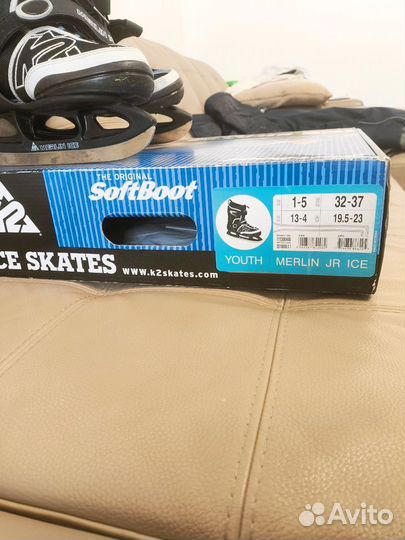 MERLIN ICE
THE ORIGINAL
SoftBoot
K2
CE SKATES
www.k2skates.com
1-5 32-37
13-4 19.5-23
YOUTH MERLIN JR ICE
Avito